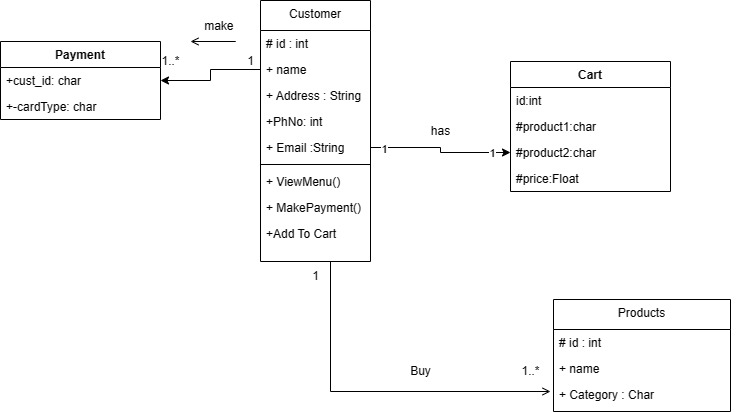 Customer
# id : int
+ name
+ Address : String
+PhNo: int
+ Email :String
+ ViewMenu()
+ MakePayment()
+Add To Cart
make
1..*
1
Payment
+cust_id: char
+-cardType: char
has
1
1
Cart
id:int
#product1:char
#product2:char
#price:Float
1
Buy
1..*
Products
# id : int
+ name
+ Category : Char